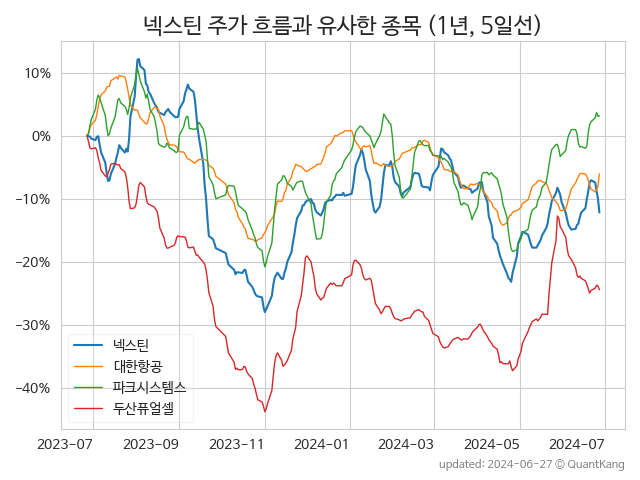 넥스틴 주가 흐름과 유사한 종목 (1년, 5일선)
10%
0%
−10%
−20%
−30%
−40%
넥스틴
대한항공
파크시스템스
두산퓨얼셀
2023-07
2023-09
2023-11
2024-01
2024-03
2024-05
2024-07
updated: 2024-06-27 © QuantKang